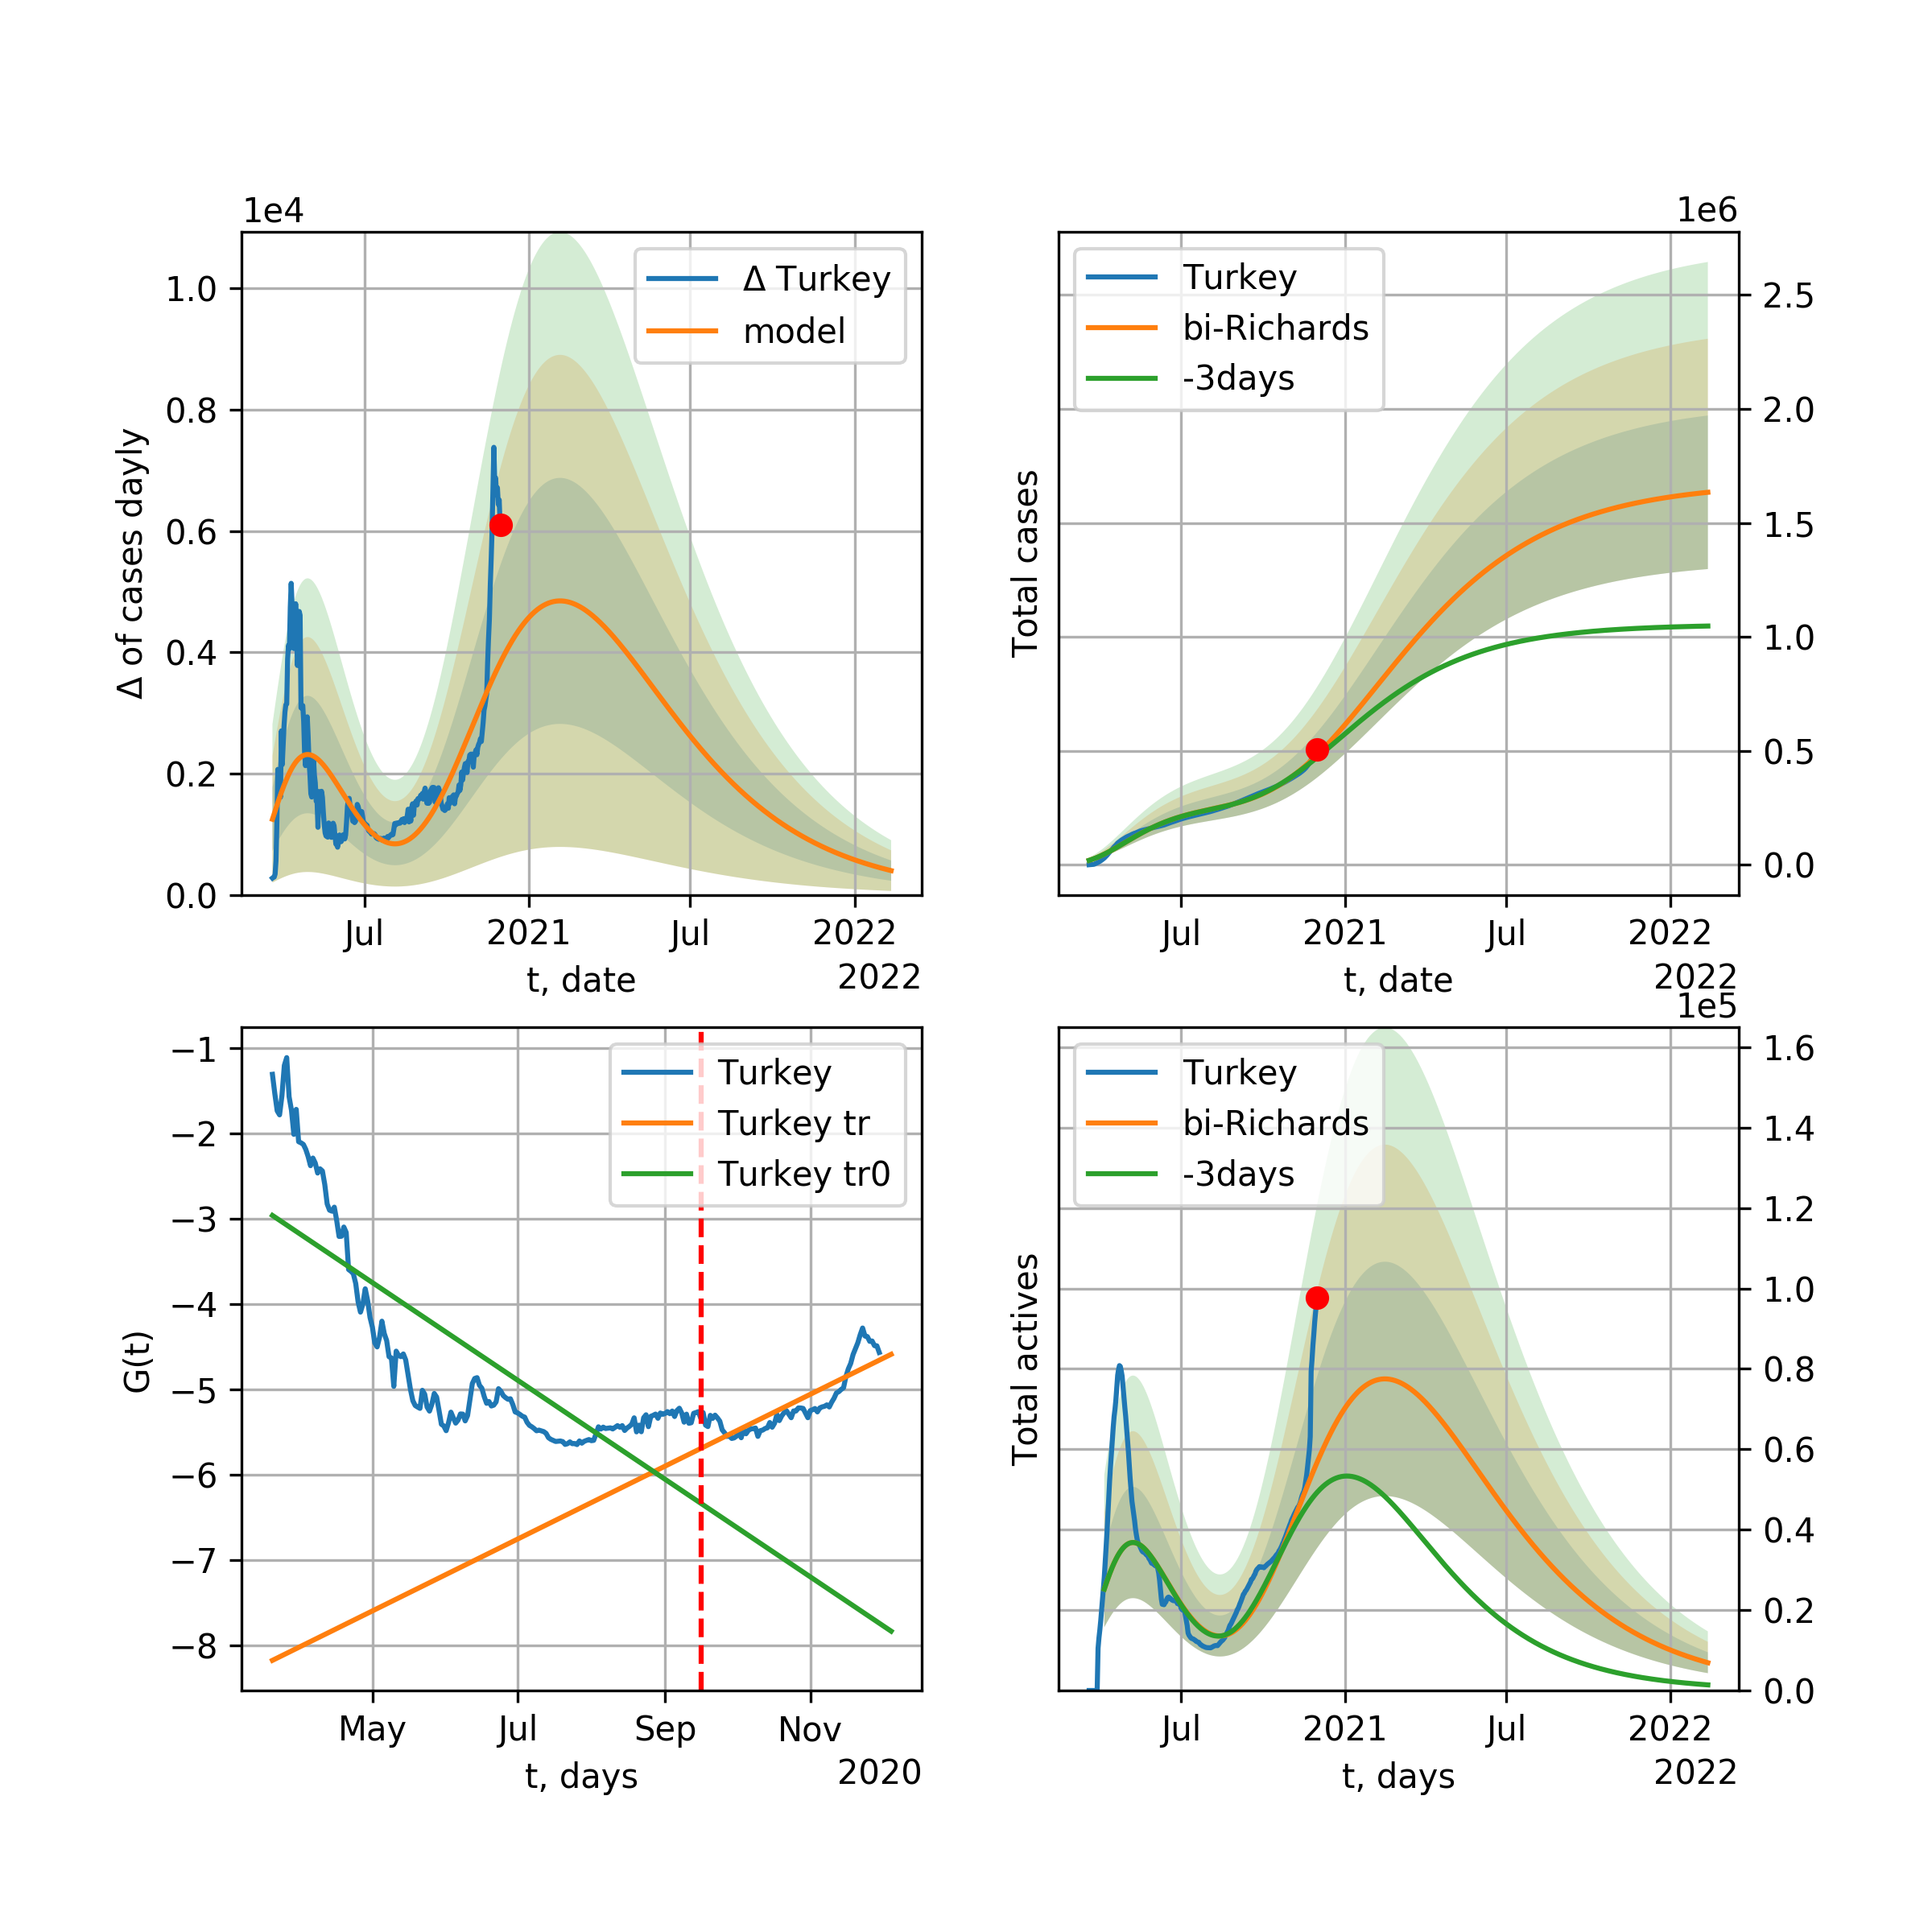 1e4
Δ Turkey
model
1.0
0.8
0.6
0.4
0.2
0.0
Δ of cases dayly
Jul
2021
Jul
2022
t, date
2022
1e6
Turkey
bi-Richards
-3days
2.5
2.0
1.5
1.0
0.5
0.0
Total cases
Jul
2021
Jul
2022
t, date
2022
Turkey
Turkey tr
Turkey tr0
−1
−2
−3
−4
−5
−6
−7
−8
G(t)
May
Jul
Sep
Nov
t, days
2020
1e5
Turkey
bi-Richards
-3days
1.6
1.4
1.2
1.0
0.8
0.6
0.4
0.2
0.0
Total actives
Jul
2021
Jul
2022
t, days
2022